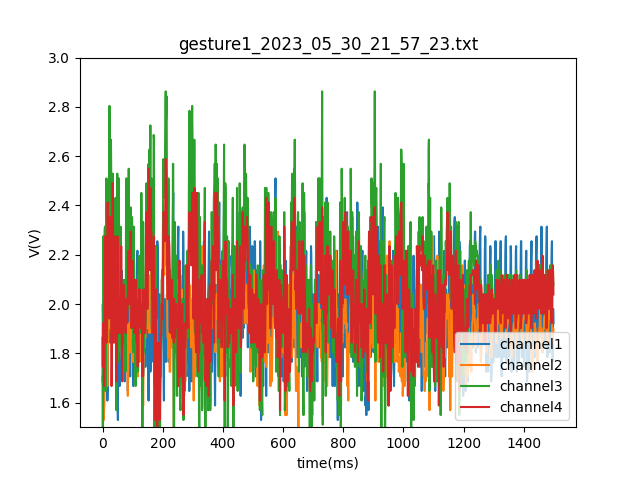 gesture1_2023_05_30_21_57_23.txt
3.0
2.8
2.6
2.4
2.2
2.0
1.8
1.6
V(V)
channel1
channel2
channel3
channel4
0 200 400 600 800 1000 1200 1400
time(ms)